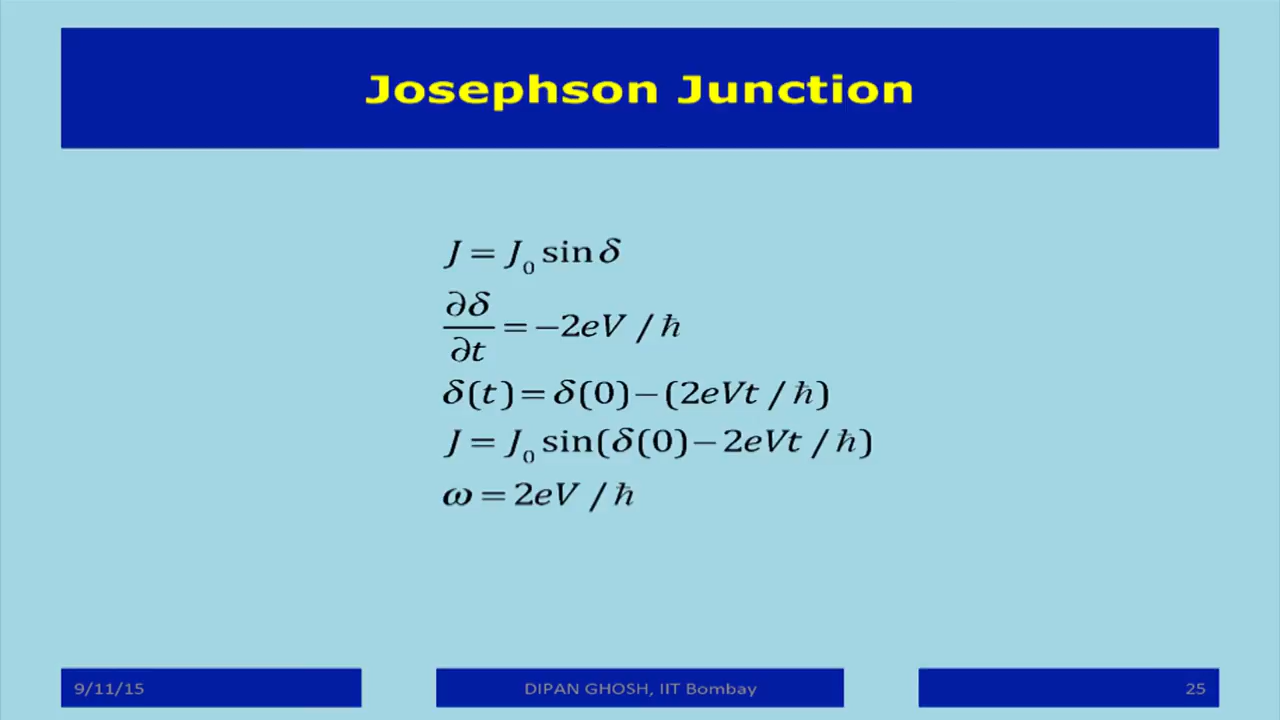 Josephson Junction
J = J₀ sin δ
∂δ/∂t = −2eV / ħ
δ(t) = δ(0) − (2eVt / ħ)
J = J₀ sin(δ(0) − 2eVt / ħ)
ω = 2eV / ħ
9/11/15
DIPAN GHOSH, IIT Bombay
25